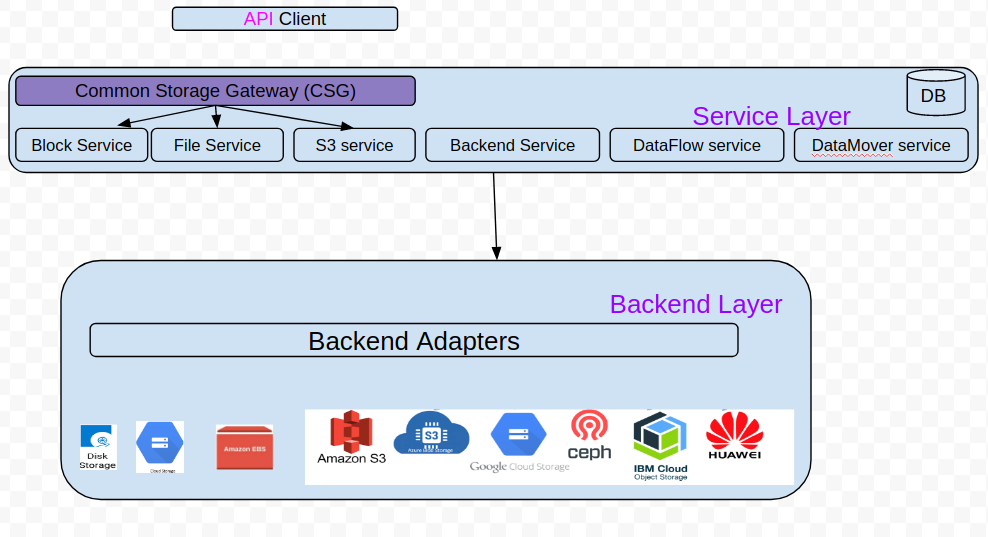 API Client
Common Storage Gateway (CSG)
DB
Service Layer
Block Service
File Service
S3 service
Backend Service
DataFlow service
DataMover service
Backend Layer
Backend Adapters
Disk
Storage
Cloud Storage
Amazon EBS
Amazon S3
S3
Azure Blob Storage
Google Cloud Storage
ceph
IBM Cloud
Object Storage
HUAWEI